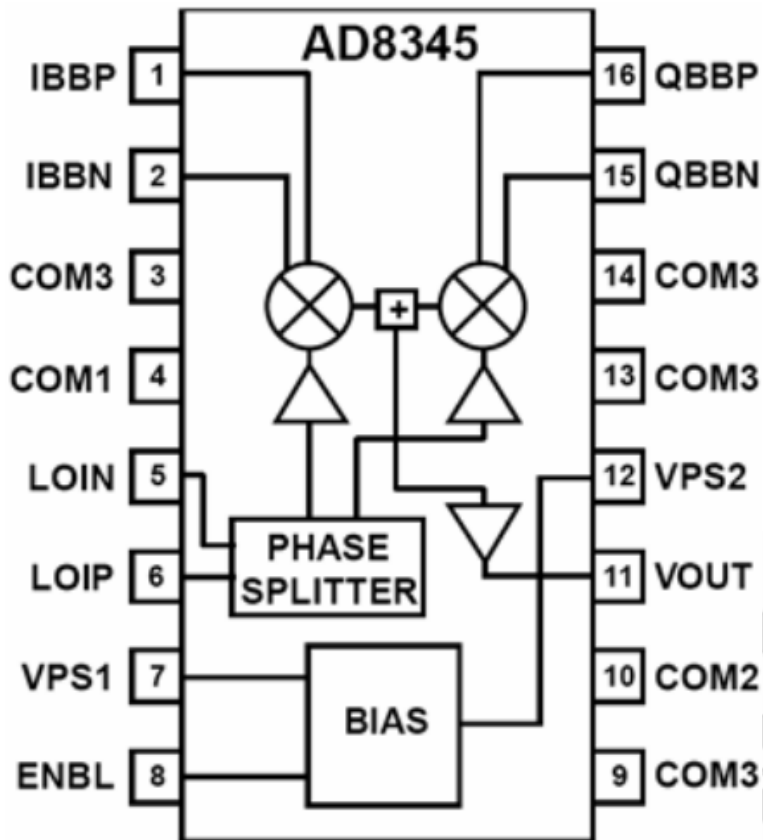 AD8345
IBBP 1
16 QBBP
IBBN 2
15 QBBN
COM3 3
14 COM3
+
COM1 4
13 COM3
LOIN 5
12 VPS2
PHASE
SPLITTER
LOIP 6
11 VOUT
VPS1 7
10 COM2
BIAS
ENBL 8
9 COM3